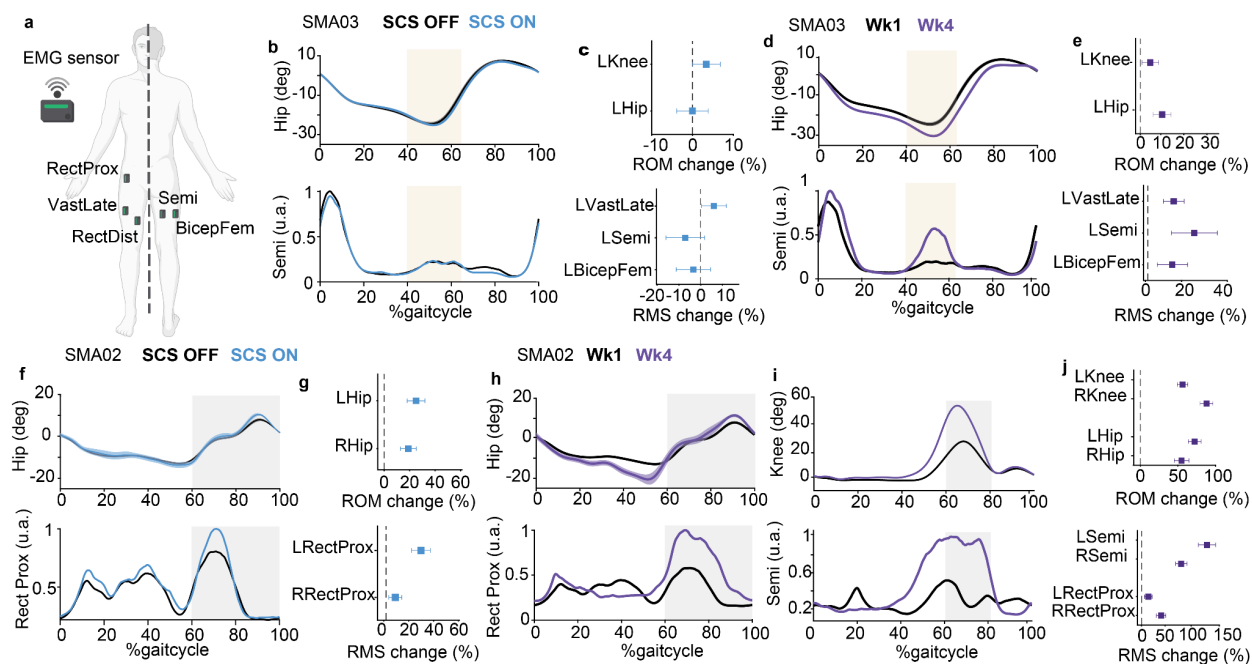 a
EMG sensor
RectProx
VastLate
RectDist
Semi
BicepFem
SMA03 SCS OFF SCS ON
b
Hip (deg)
10
-10
-30
0 20 40 60 80 100
Semi (u.a.)
1
0.5
0
0 20 40 60 80 100
%gaitcycle
c
LKnee
LHip
-10 0 10
ROM change (%)
LVastLate
LSemi
LBicepFem
-20 -10 0
RMS change (%)
SMA03 Wk1 Wk4
d
Hip (deg)
10
-10
-30
0 20 40 60 80 100
Semi (u.a.)
1
0.5
0
0 20 40 60 80 100
%gaitcycle
e
LKnee
LHip
0 10 20 30
ROM change (%)
LVastLate
LSemi
LBicepFem
0 20 40
RMS change (%)
SMA02 SCS OFF SCS ON
f
Hip (deg)
20
0
-20
0 20 40 60 80 100
Rect Prox (u.a.)
1
0.5
0 20 40 60 80 100
%gaitcycle
g
LHip
RHip
0 20 40 60
ROM change (%)
LRectProx
RRectProx
0 20 40 60
RMS change (%)
SMA02 Wk1 Wk4
h
Hip (deg)
20
0
-20
0 20 40 60 80 100
Rect Prox (u.a.)
1
0.5
0
0 20 40 60 80 100
%gaitcycle
i
Knee (deg)
60
40
20
0
0 20 40 60 80 100
Semi (u.a.)
1
0.8
0.6
0.4
0.2
0 20 40 60 80 100
%gaitcycle
j
LKnee
RKnee
LHip
RHip
0 50 100
ROM change (%)
LSemi
RSemi
LRectProx
RRectProx
0 50 100 150
RMS change (%)